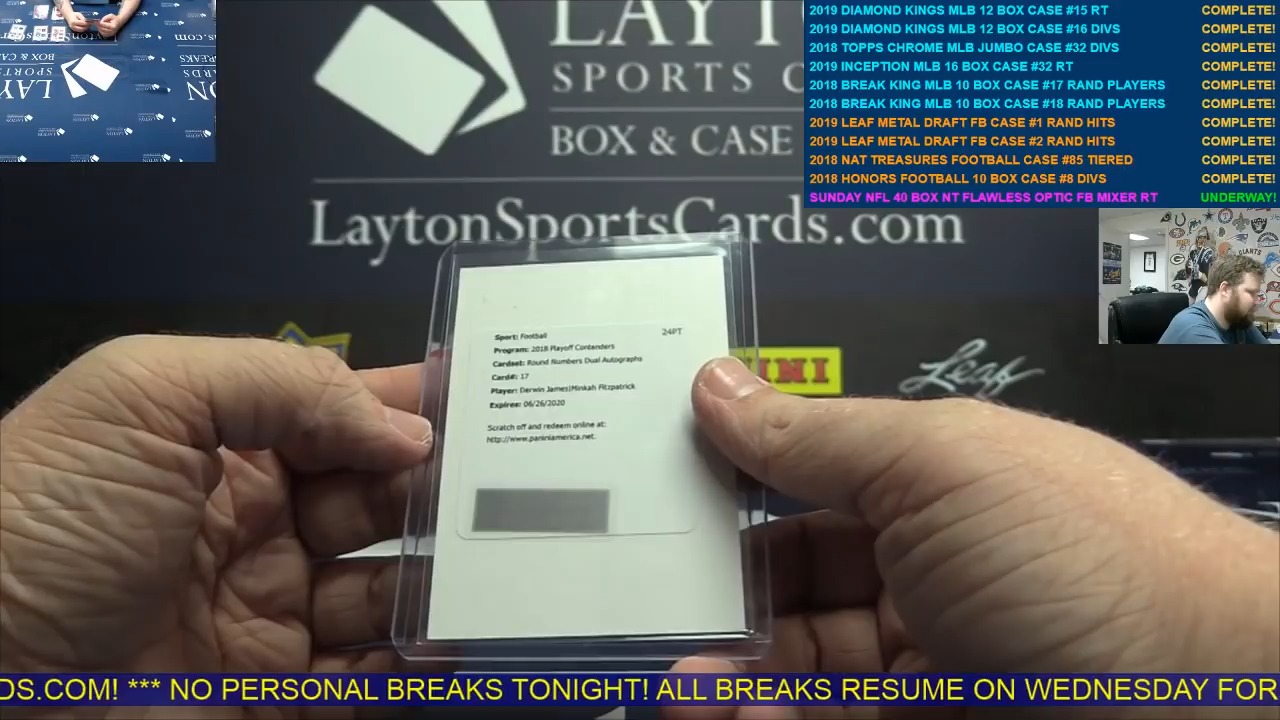 2019 DIAMOND KINGS MLB 12 BOX CASE #15 RT COMPLETE!
2019 DIAMOND KINGS MLB 12 BOX CASE #16 DIVS COMPLETE!
2018 TOPPS CHROME MLB JUMBO CASE #32 DIVS COMPLETE!
2019 INCEPTION MLB 16 BOX CASE #32 RT COMPLETE!
2018 BREAK KING MLB 10 BOX CASE #17 RAND PLAYERS COMPLETE!
2018 BREAK KING MLB 10 BOX CASE #18 RAND PLAYERS COMPLETE!
2019 LEAF METAL DRAFT FB CASE #1 RAND HITS COMPLETE!
2019 LEAF METAL DRAFT FB CASE #2 RAND HITS COMPLETE!
2018 NAT TREASURES FOOTBALL CASE #85 TIERED COMPLETE!
2018 HONORS FOOTBALL 10 BOX CASE #8 DIVS COMPLETE!
SUNDAY NFL 40 BOX NT FLAWLESS OPTIC FB MIXER RT UNDERWAY!
LAYT
SPORTS C
BOX & CASE
LaytonSportsCards.com
24PT
Sport: Football
Program: 2018 Playoff Contenders
Cardset: Round Numbers Dual Autographs
Card#: 17
Player: Derwin James/Minkah Fitzpatrick
Expires: 06/26/2020
Scratch off and redeem online at:
http://www.paniniamerica.net.
NINI
Leaf
DS.COM! *** NO PERSONAL BREAKS TONIGHT! ALL BREAKS RESUME ON WEDNESDAY FOR